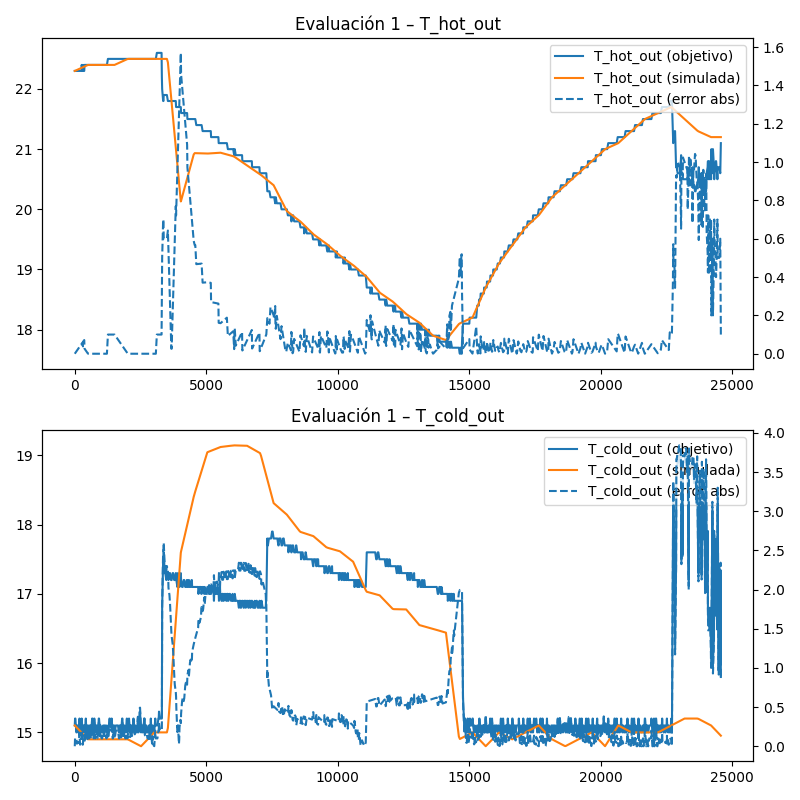 Evaluación 1 – T_hot_out
T_hot_out (objetivo)
T_hot_out (simulada)
T_hot_out (error abs)
22
21
20
19
18
1.6
1.4
1.2
1.0
0.8
0.6
0.4
0.2
0.0
0 5000 10000 15000 20000 25000
Evaluación 1 – T_cold_out
T_cold_out (objetivo)
T_cold_out (simulada)
T_cold_out (error abs)
19
18
17
16
15
4.0
3.5
3.0
2.5
2.0
1.5
1.0
0.5
0.0
0 5000 10000 15000 20000 25000